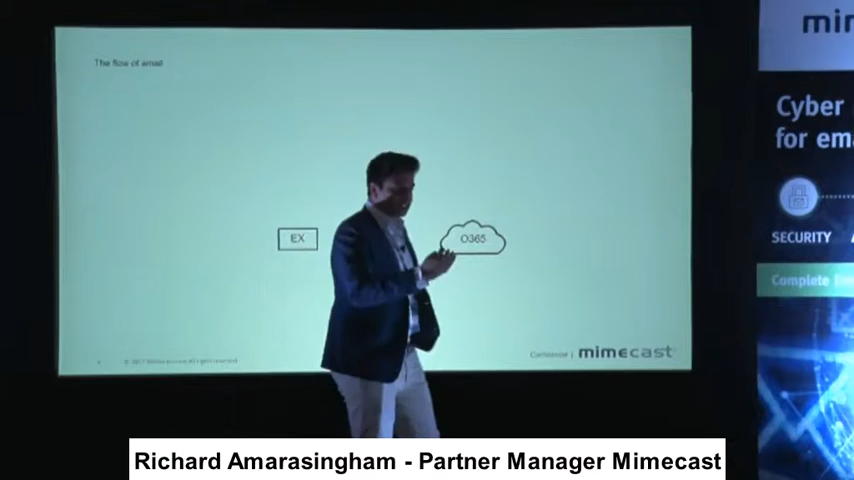 The flow of email
EX
O365
mimecast
Richard Amarasingham - Partner Manager Mimecast
mim
Cyber
for ema
SECURITY
Complete